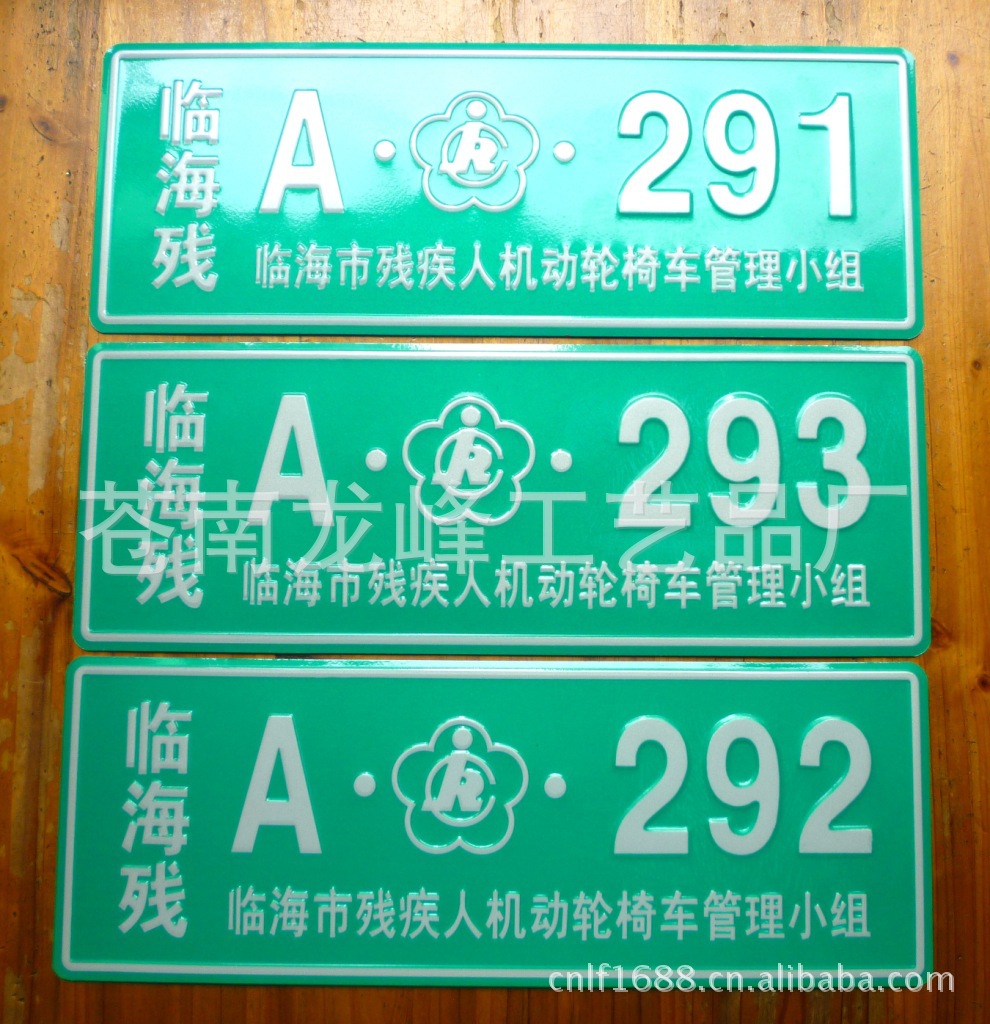 临海残
A · · 291
临海市残疾人机动轮椅车管理小组
临海残
A · · 293
苍南龙峰工艺品厂
临海市残疾人机动轮椅车管理小组
临海残
A · · 292
临海市残疾人机动轮椅车管理小组
cnlf1688.cn.alibaba.com